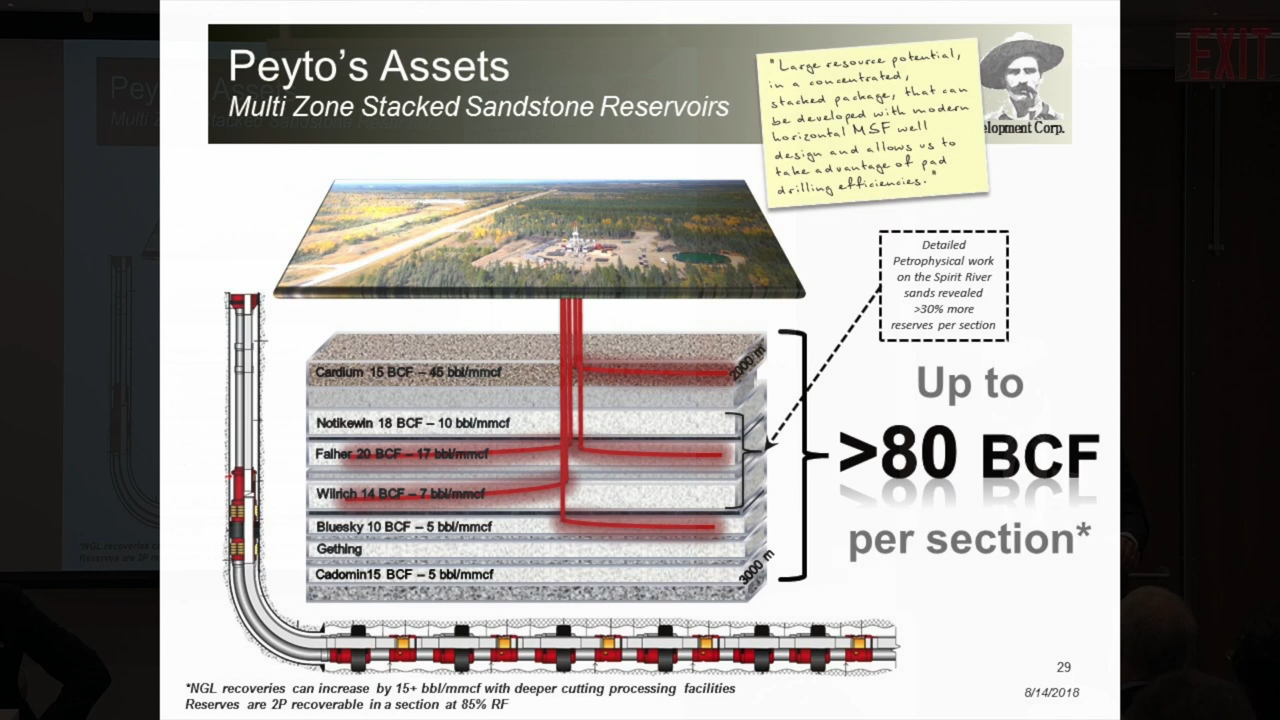 Peyto's Assets
Multi Zone Stacked Sandstone Reservoirs
"Large resource potential,
in a concentrated,
stacked package, that can
be developed with modern
horizontal MSF well
design and allows us to
take advantage of pad
drilling efficiencies."
elopment Corp.
EXIT
Detailed
Petrophysical work
on the Spirit River
sands revealed
>30% more
reserves per section
Cardium 15 BCF – 45 bbl/mmcf
2000 m
Notikewin 18 BCF – 10 bbl/mmcf
Falher 20 BCF – 17 bbl/mmcf
Wilrich 14 BCF – 7 bbl/mmcf
Bluesky 10 BCF – 5 bbl/mmcf
Gething
Cadomin15 BCF – 5 bbl/mmcf
3000 m
Up to
>80 BCF
per section*
29
*NGL recoveries can increase by 15+ bbl/mmcf with deeper cutting processing facilities
Reserves are 2P recoverable in a section at 85% RF
8/14/2018